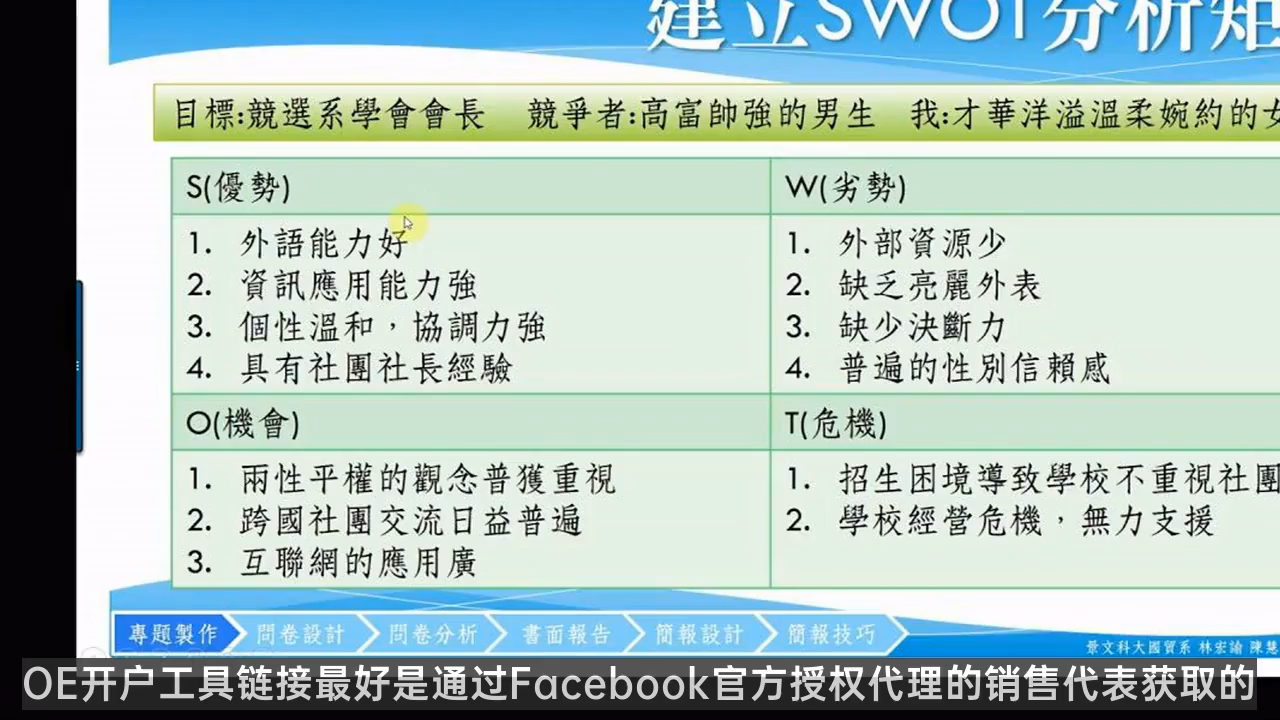 建立SWOT分析矩
目標:競選系學會會長 競爭者:高富帥強的男生 我:才華洋溢溫柔婉約的女
S(優勢)
1. 外語能力好
2. 資訊應用能力強
3. 個性溫和，協調力強
4. 具有社團社長經驗
W(劣勢)
1. 外部資源少
2. 缺乏亮麗外表
3. 缺少決斷力
4. 普遍的性別信賴感
O(機會)
1. 兩性平權的觀念普獲重視
2. 跨國社團交流日益普遍
3. 互聯網的應用廣
T(危機)
1. 招生困境導致學校不重視社團
2. 學校經營危機，無力支援
專題製作 問卷設計 問卷分析 書面報告 簡報設計 簡報技巧
景文科大國貿系 林宏諭 陳慧
OE开户工具链接最好是通过Facebook官方授权代理的销售代表获取的